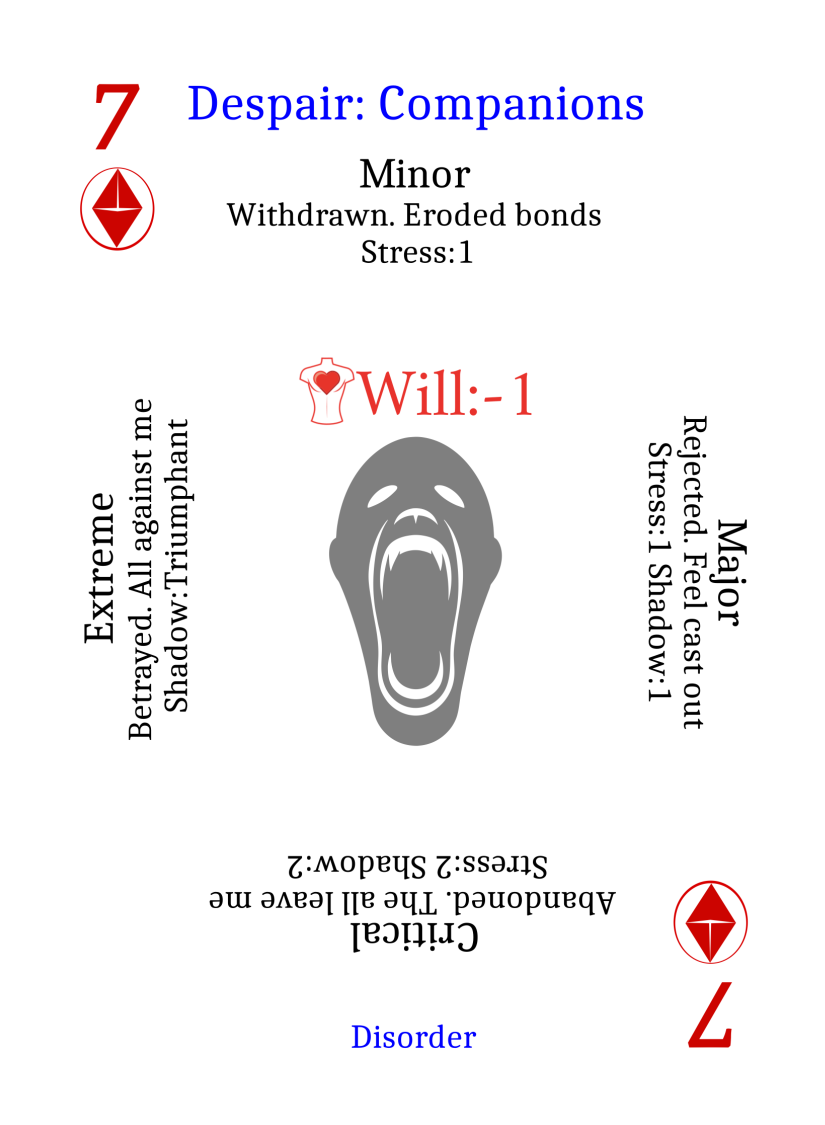 7
Despair: Companions
Minor
Withdrawn. Eroded bonds
Stress:1
Will:-1
Extreme
Betrayed. All against me
Shadow:Triumphant
Major
Rejected. Feel cast out
Stress:1 Shadow:1
Critical
Abandoned. The all leave me
Stress:2 Shadow:2
Disorder
7